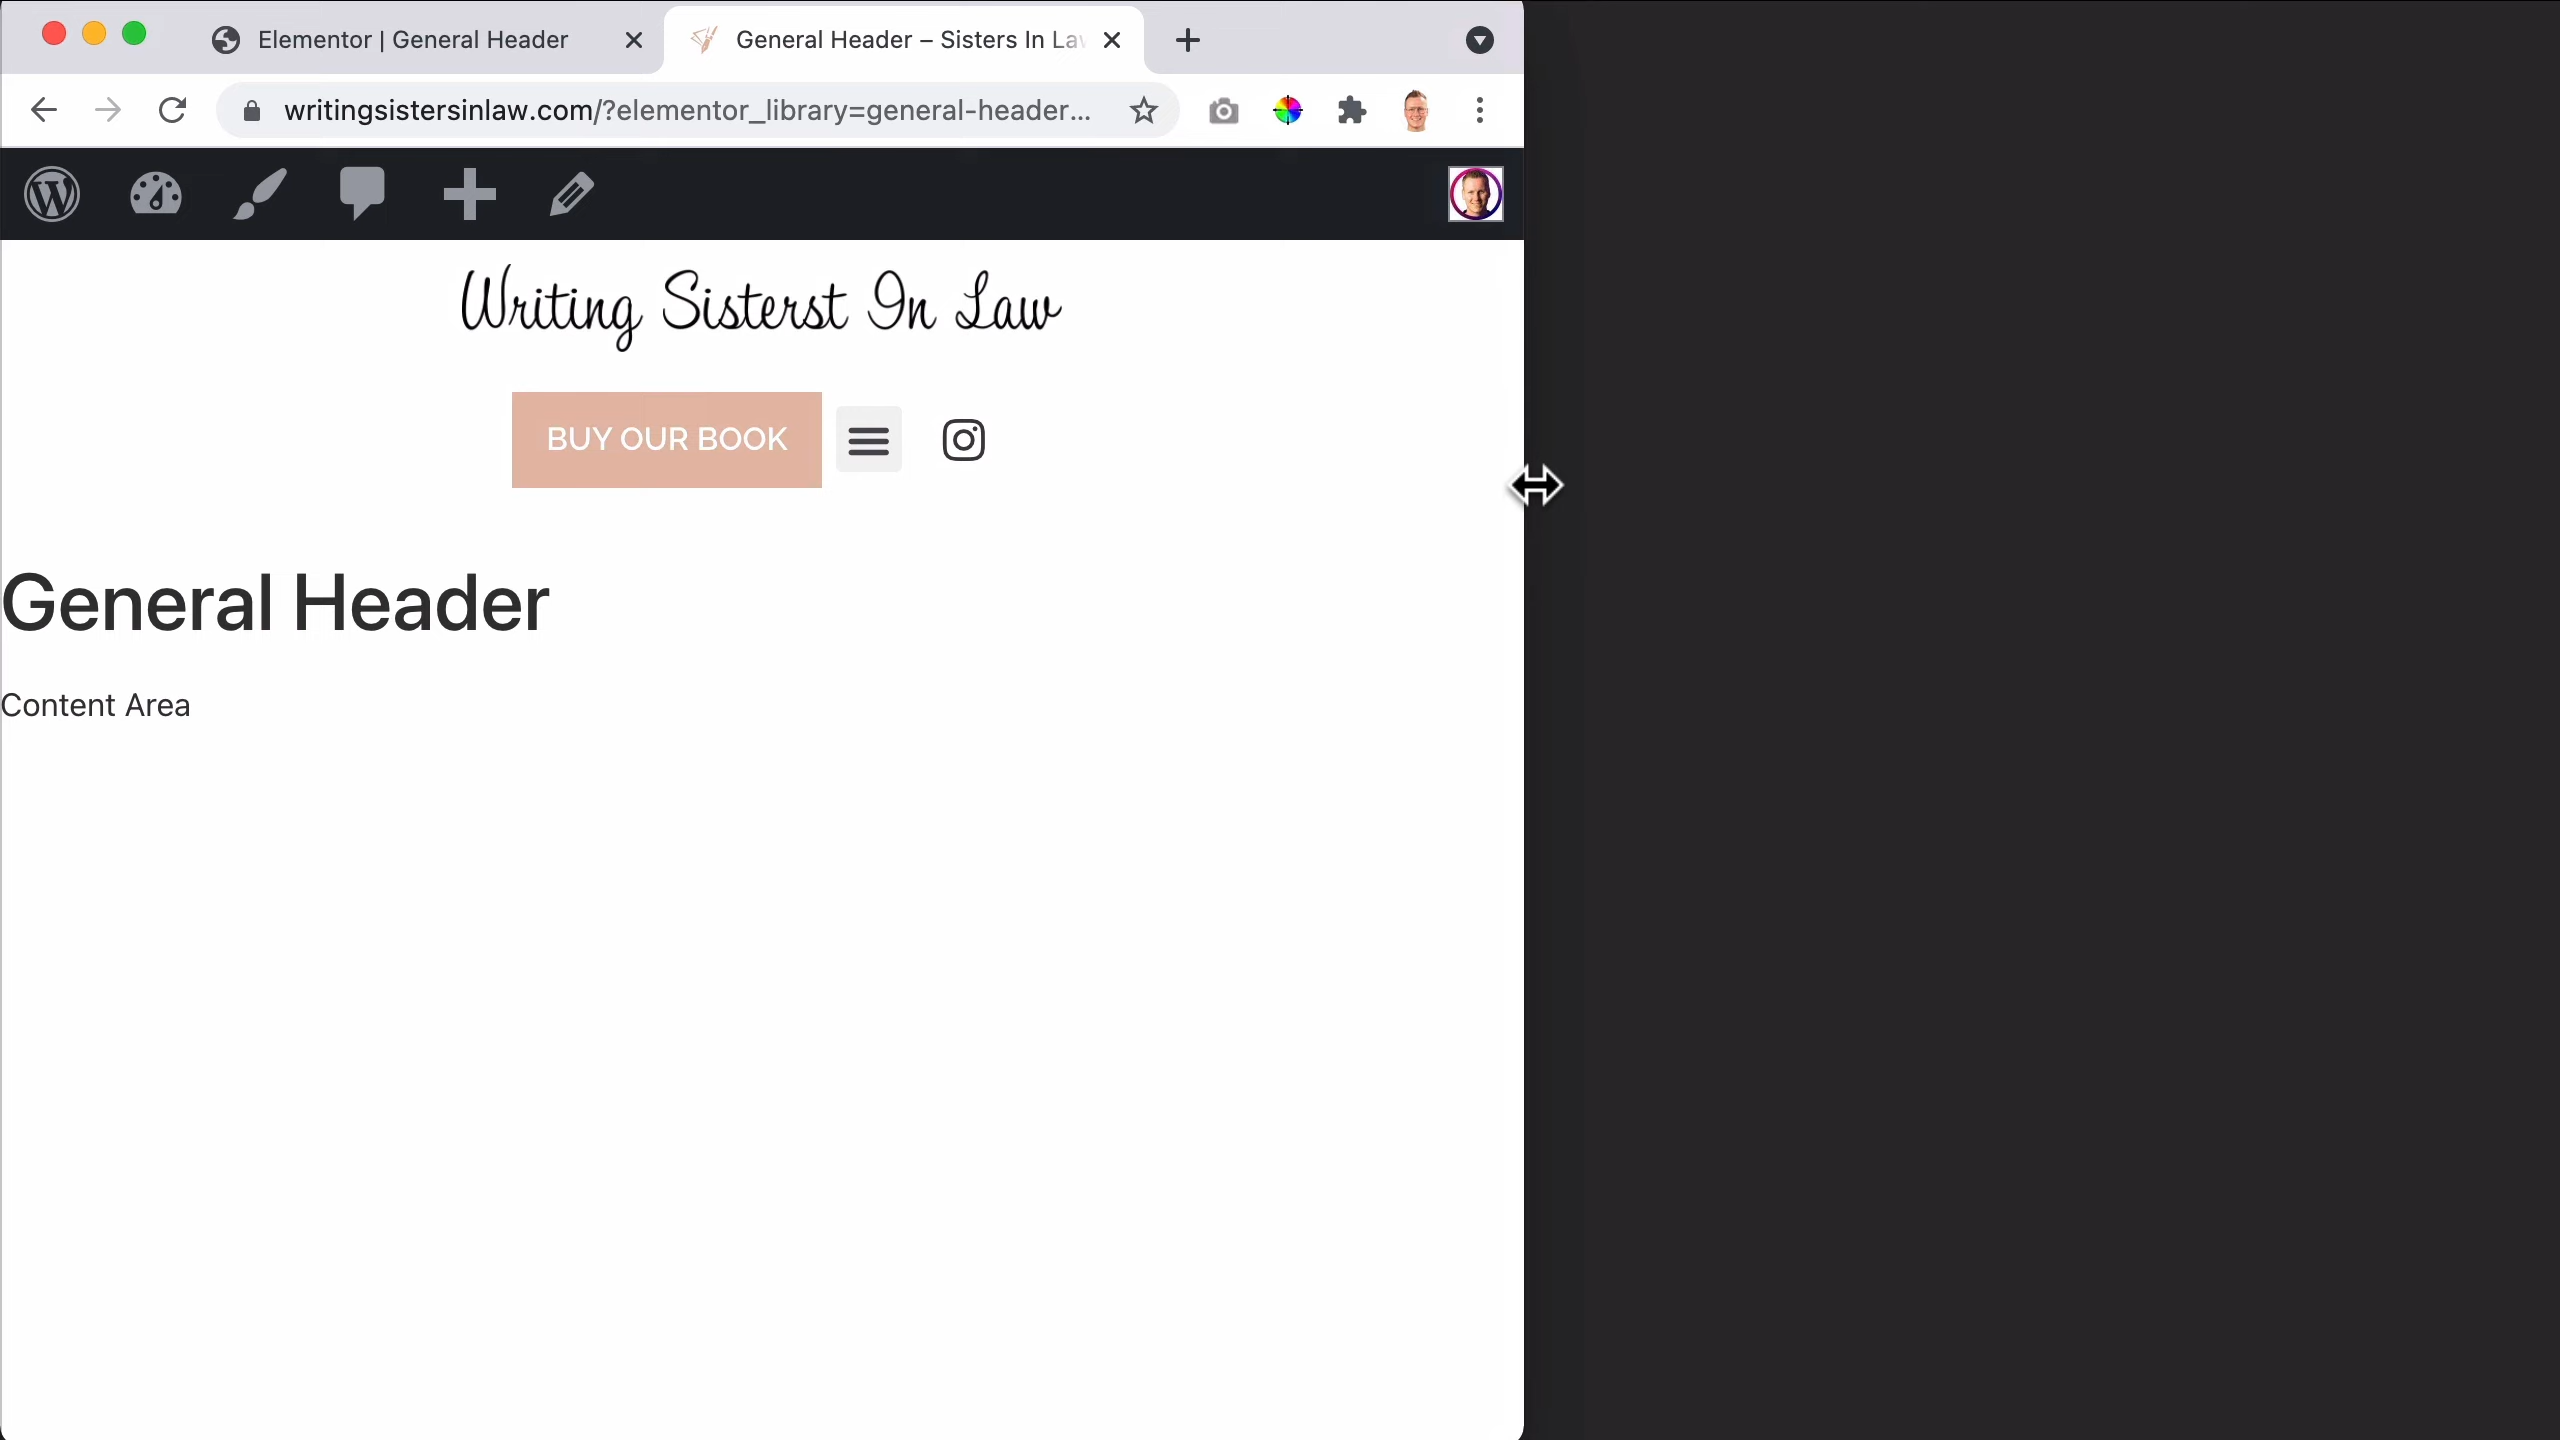 Elementor | General Header
General Header – Sisters In Law
writingsistersinlaw.com/?elementor_library=general-header...
Writing Sisterst In Law
BUY OUR BOOK
General Header
Content Area